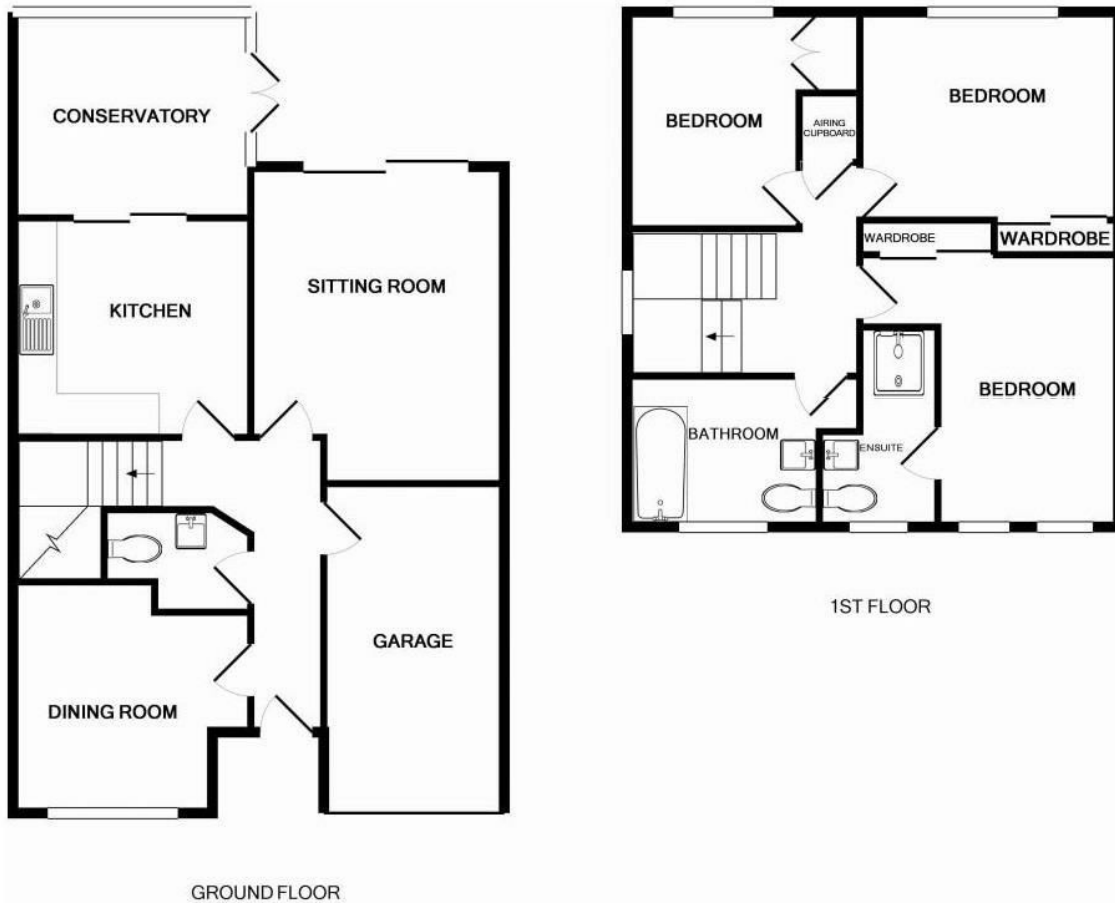 CONSERVATORY
KITCHEN
SITTING ROOM
DINING ROOM
GARAGE
GROUND FLOOR
BEDROOM
AIRING
CUPBOARD
BEDROOM
WARDROBE
WARDROBE
BEDROOM
BATHROOM
ENSUITE
1ST FLOOR